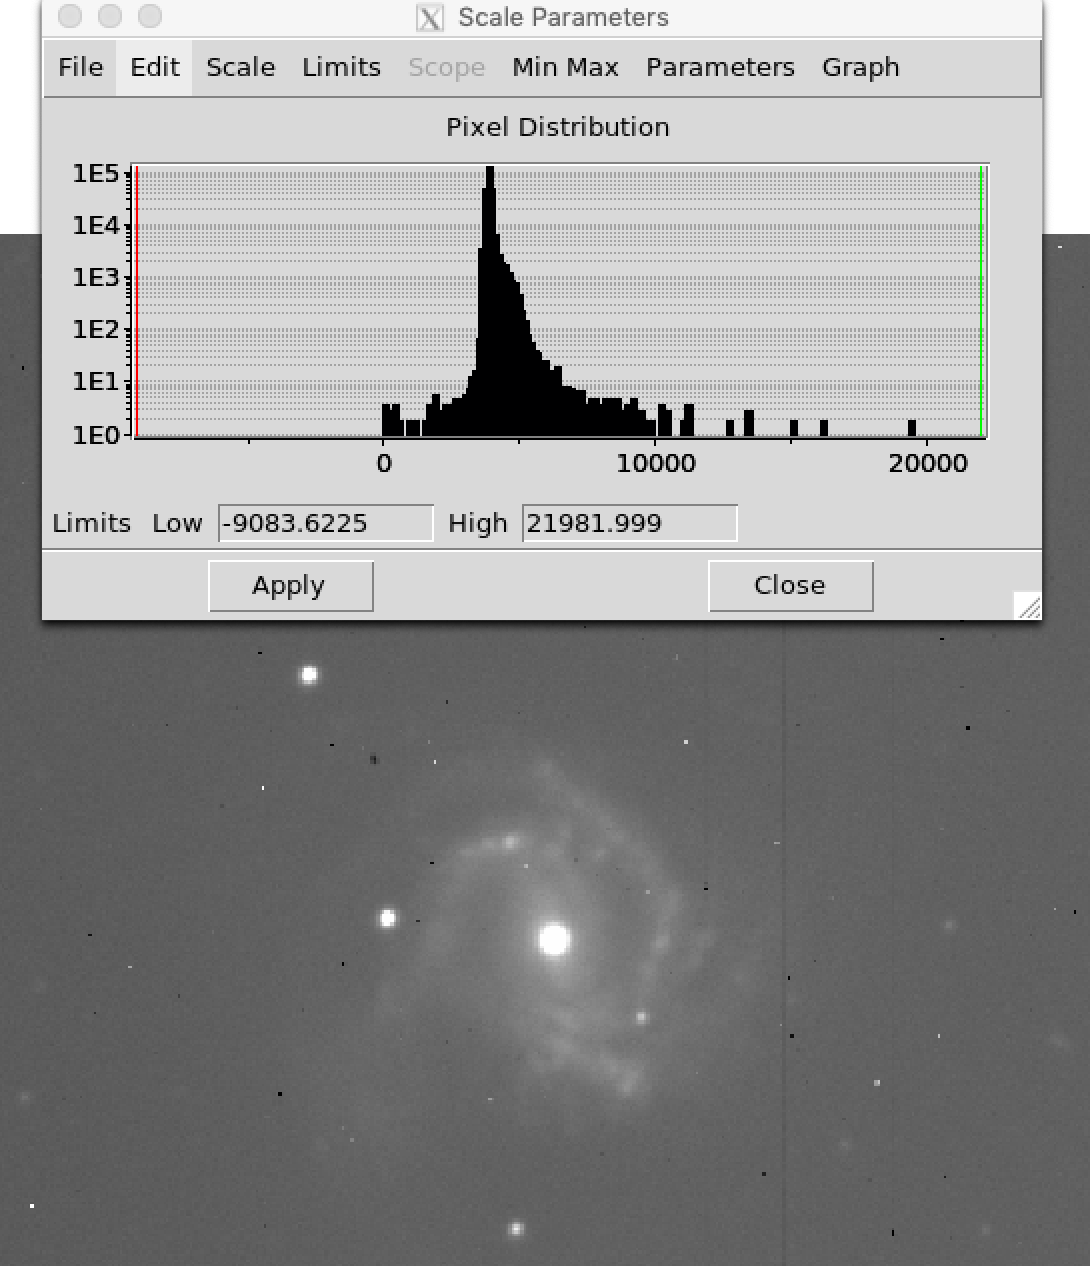 Scale Parameters
File Edit Scale Limits Scope Min Max Parameters Graph
Pixel Distribution
1E5
1E4
1E3
1E2
1E1
1E0
0 10000 20000
Limits Low -9083.6225 High 21981.999
Apply Close